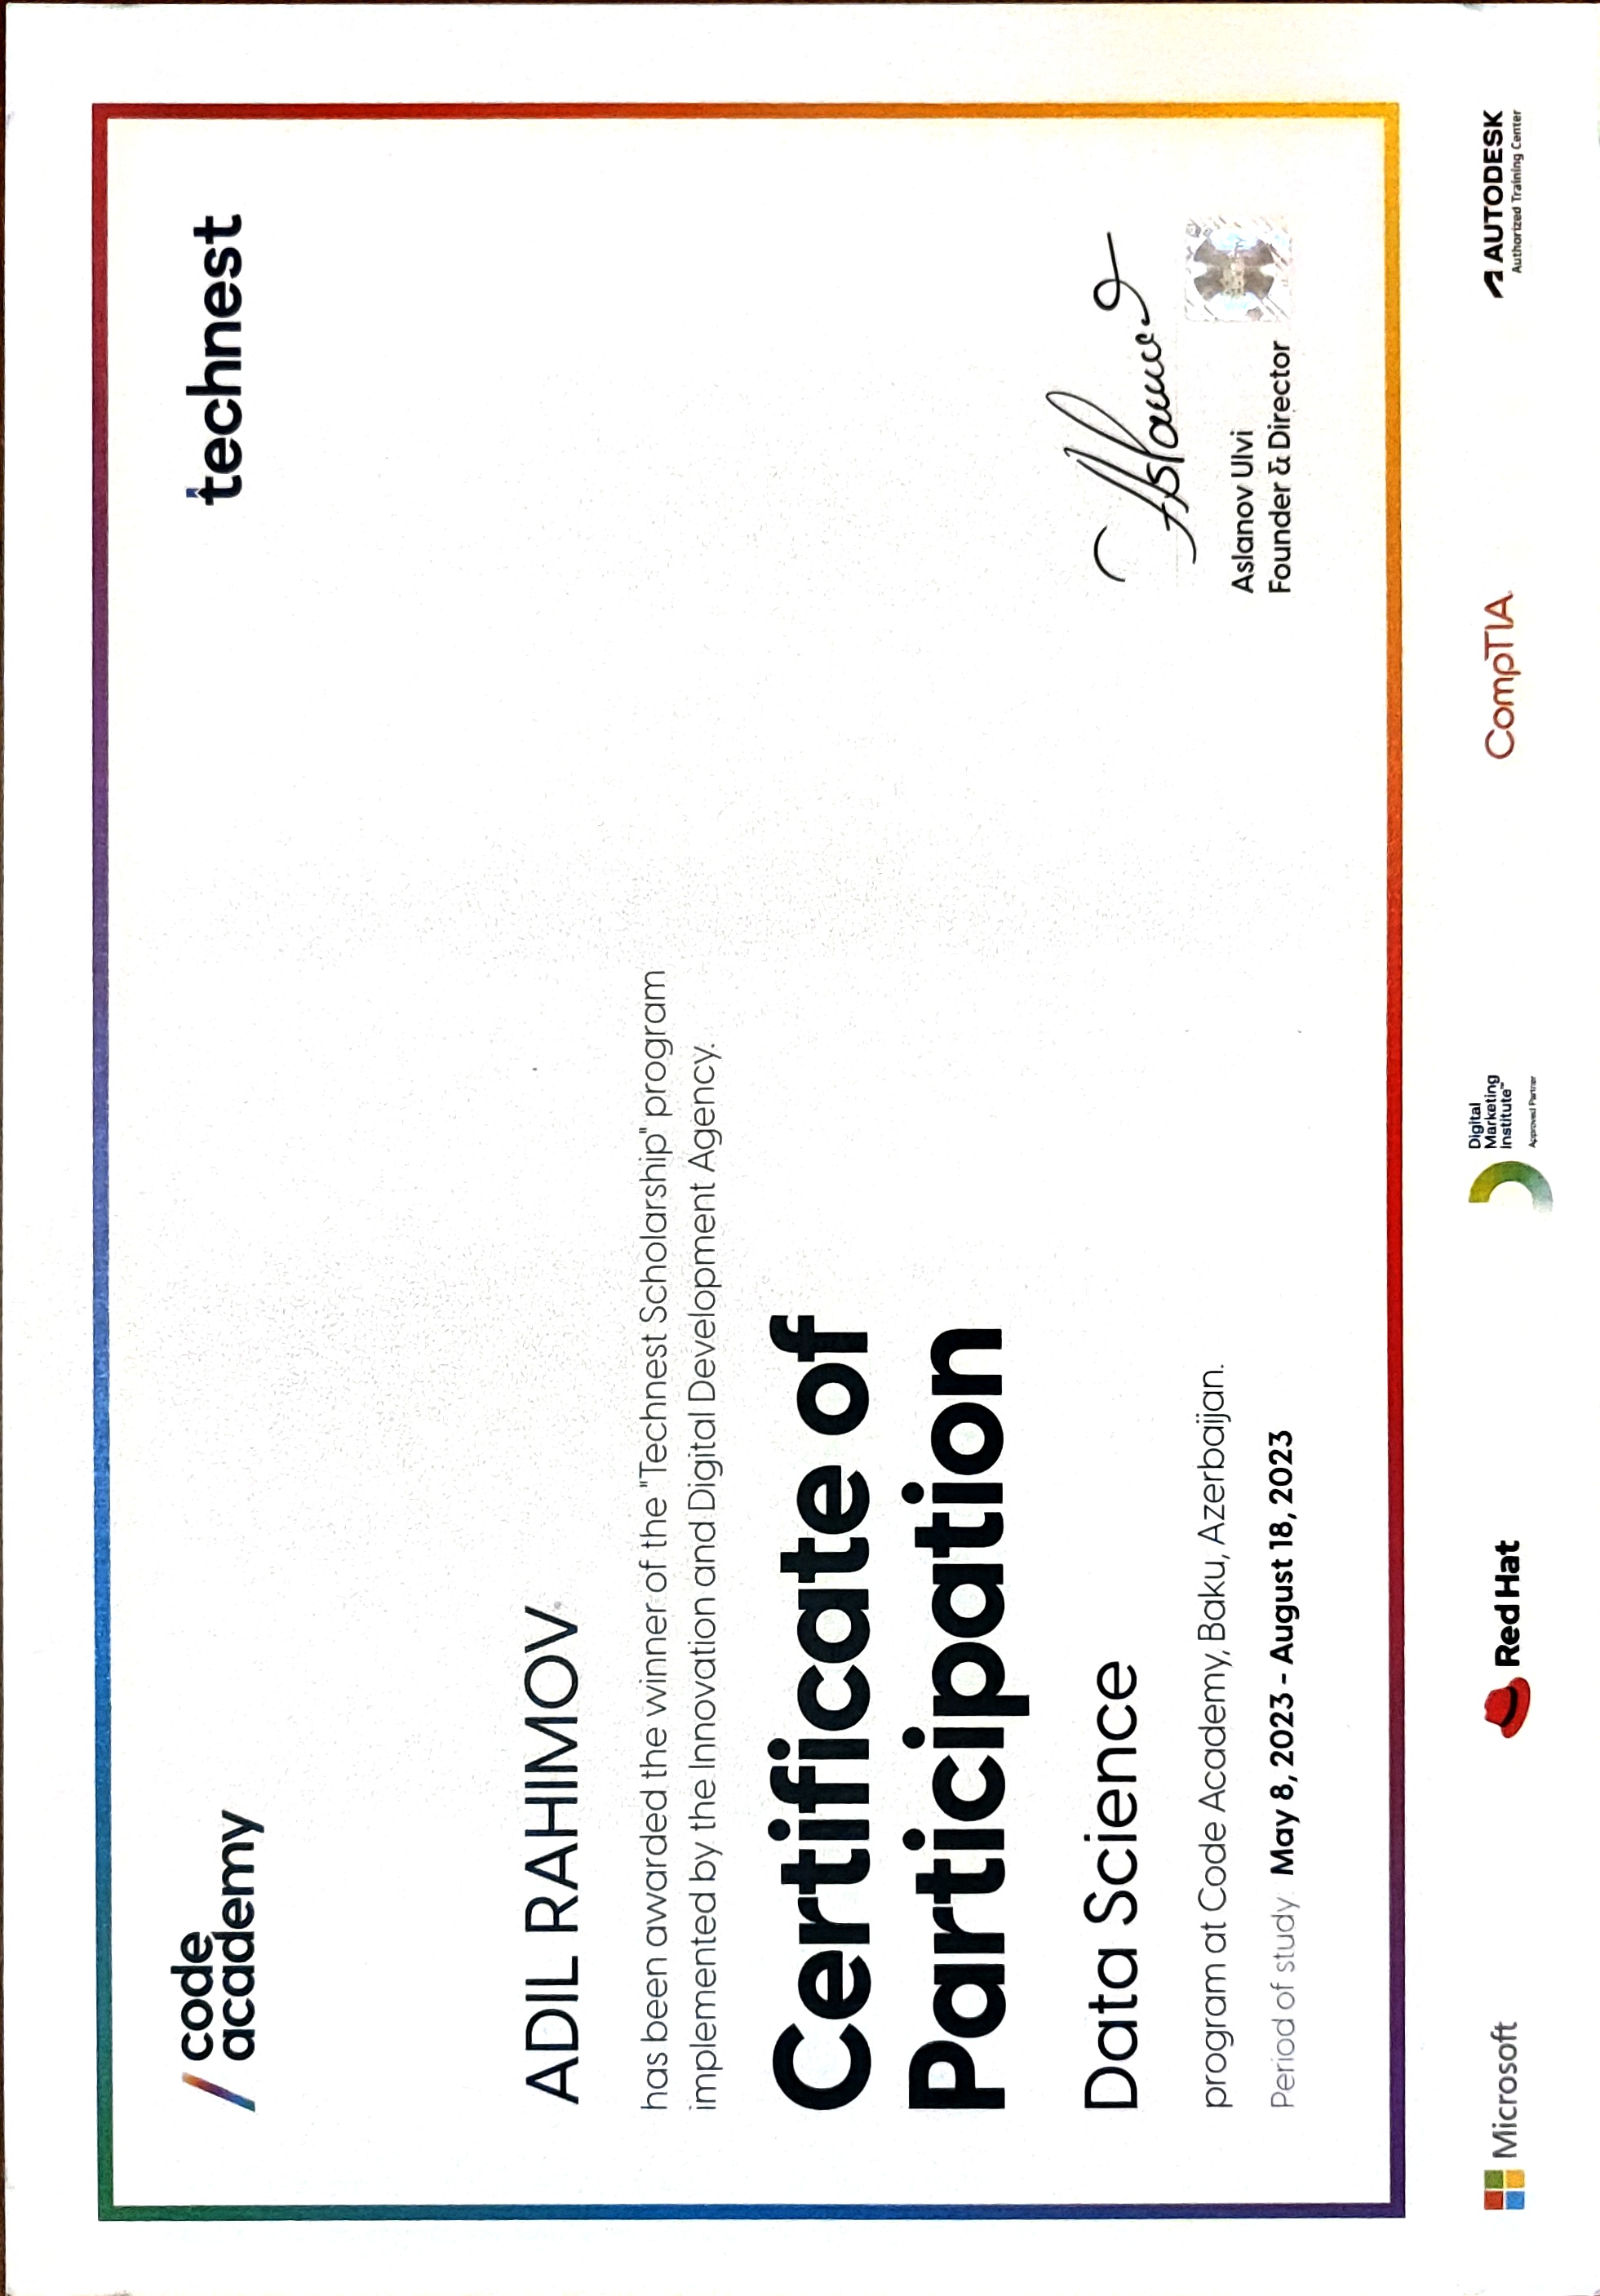 code
academy
technest
ADIL RAHIMOV
has been awarded the winner of the "Technest Scholarship" program
implemented by the Innovation and Digital Development Agency.
Certificate of
Participation
Data Science
program at Code Academy, Baku, Azerbaijan.
Period of study: May 8, 2023 - August 18, 2023
Aslanov
Aslanov Ulvi
Founder & Director
Microsoft
Red Hat
Digital
Marketing
Institute™
Approved Partner
CompTIA
AUTODESK
Authorized Training Center